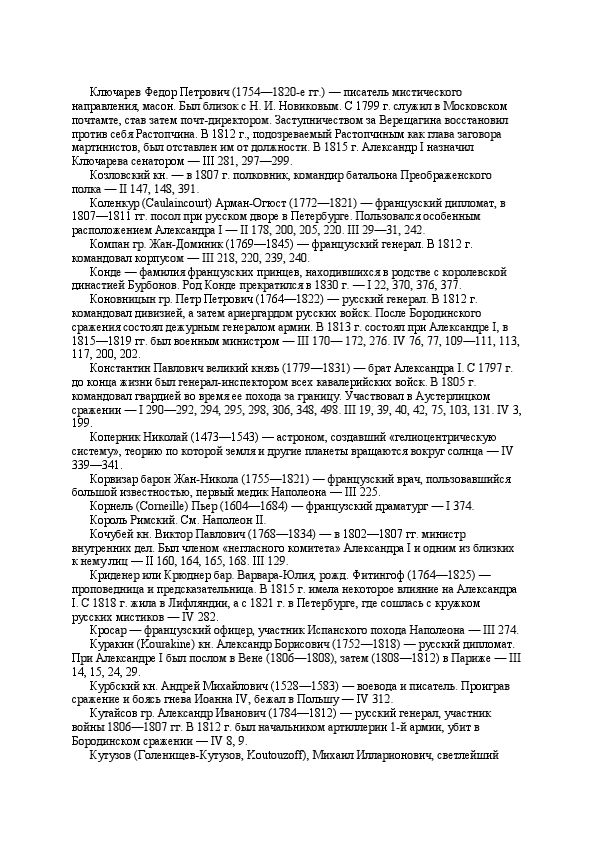 Ключарев Федор Петрович (1754—1820-е гг.) — писатель мистического
направления, масон. Был близок с Н. И. Новиковым. С 1799 г. служил в Московском
почтамте, став затем почт-директором. Заступничеством за Верещагина восстановил
против себя Растопчина. В 1812 г., подозреваемый Растопчиным как глава заговора
мартинистов, был отставлен им от должности. В 1815 г. Александр I назначил
Ключарева сенатором — III 281, 297—299.
Козловский кн. — в 1807 г. полковник, командир батальона Преображенского
полка — II 147, 148, 391.
Коленкур (Caulaincourt) Арман-Огюст (1772—1821) — французский дипломат, в
1807—1811 гг. посол при русском дворе в Петербурге. Пользовался особенным
расположением Александра I — II 178, 200, 205, 220. III 29—31, 242.
Компан гр. Жан-Доминик (1769—1845) — французский генерал. В 1812 г.
командовал корпусом — III 218, 220, 239, 240.
Конде — фамилия французских принцев, находившихся в родстве с королевской
династией Бурбонов. Род Конде прекратился в 1830 г. — I 22, 370, 376, 377.
Коновницын гр. Петр Петрович (1764—1822) — русский генерал. В 1812 г.
командовал дивизией, а затем ариергардом русских войск. После Бородинского
сражения состоял дежурным генералом армии. В 1813 г. состоял при Александре I, в
1815—1819 гг. был военным министром — III 170— 172, 276. IV 76, 77, 109—111, 113,
117, 200, 202.
Константин Павлович великий князь (1779—1831) — брат Александра I. С 1797 г.
до конца жизни был генерал-инспектором всех кавалерийских войск. В 1805 г.
командовал гвардией во время ее похода за границу. Участвовал в Аустерлицком
сражении — I 290—292, 294, 295, 298, 306, 348, 498. III 19, 39, 40, 42, 75, 103, 131. IV 3,
199.
Коперник Николай (1473—1543) — астроном, создавший «гелиоцентрическую
систему», теорию по которой земля и другие планеты вращаются вокруг солнца — IV
339—341.
Корвизар барон Жан-Никола (1755—1821) — французский врач, пользовавшийся
большой известностью, первый медик Наполеона — III 225.
Корнель (Corneille) Пьер (1604—1684) — французский драматург — I 374.
Король Римский. См. Наполеон II.
Кочубей кн. Виктор Павлович (1768—1834) — в 1802—1807 гг. министр
внутренних дел. Был членом «негласного комитета» Александра I и одним из близких
к нему лиц — II 160, 164, 165, 168. III 129.
Криденер или Крюднер бар. Варвара-Юлия, рожд. Фитингоф (1764—1825) —
проповедница и предсказательница. В 1815 г. имела некоторое влияние на Александра
I. С 1818 г. жила в Лифляндии, а с 1821 г. в Петербурге, где сошлась с кружком
русских мистиков — IV 282.
Кросар — французский офицер, участник Испанского похода Наполеона — III 274.
Куракин (Kourakine) кн. Александр Борисович (1752—1818) — русский дипломат.
При Александре I был послом в Вене (1806—1808), затем (1808—1812) в Париже — III
14, 15, 24, 29.
Курбский кн. Андрей Михайлович (1528—1583) — воевода и писатель. Проиграв
сражение и боясь гнева Иоанна IV, бежал в Польшу — IV 312.
Кутайсов гр. Александр Иванович (1784—1812) — русский генерал, участник
войны 1806—1807 гг. В 1812 г. был начальником артиллерии 1-й армии, убит в
Бородинском сражении — IV 8, 9.
Кутузов (Голенищев-Кутузов, Koutouzoff), Михаил Илларионович, светлейший